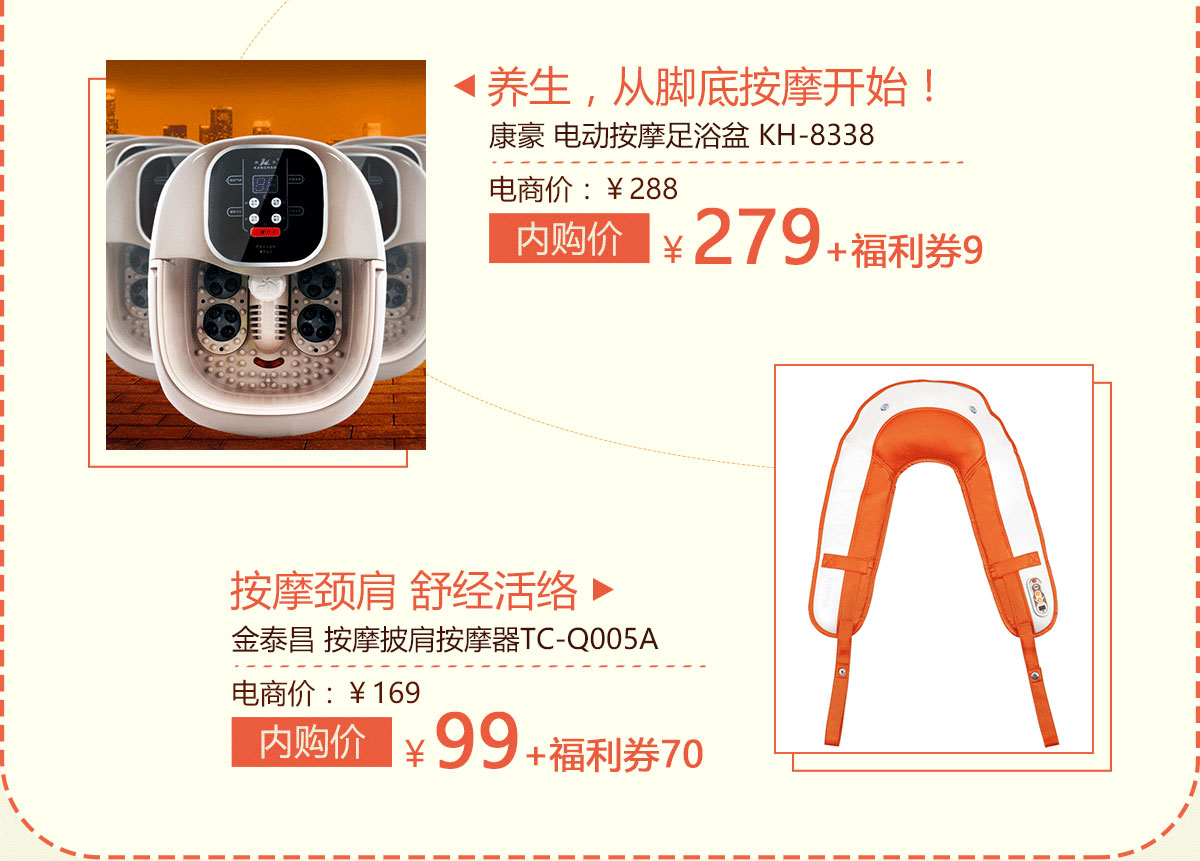 养生，从脚底按摩开始！
康豪 电动按摩足浴盆 KH-8338
电商价：￥288
内购价 ￥279+福利券9
按摩颈肩 舒经活络
金泰昌 按摩披肩按摩器TC-Q005A
电商价：￥169
内购价 ￥99+福利券70